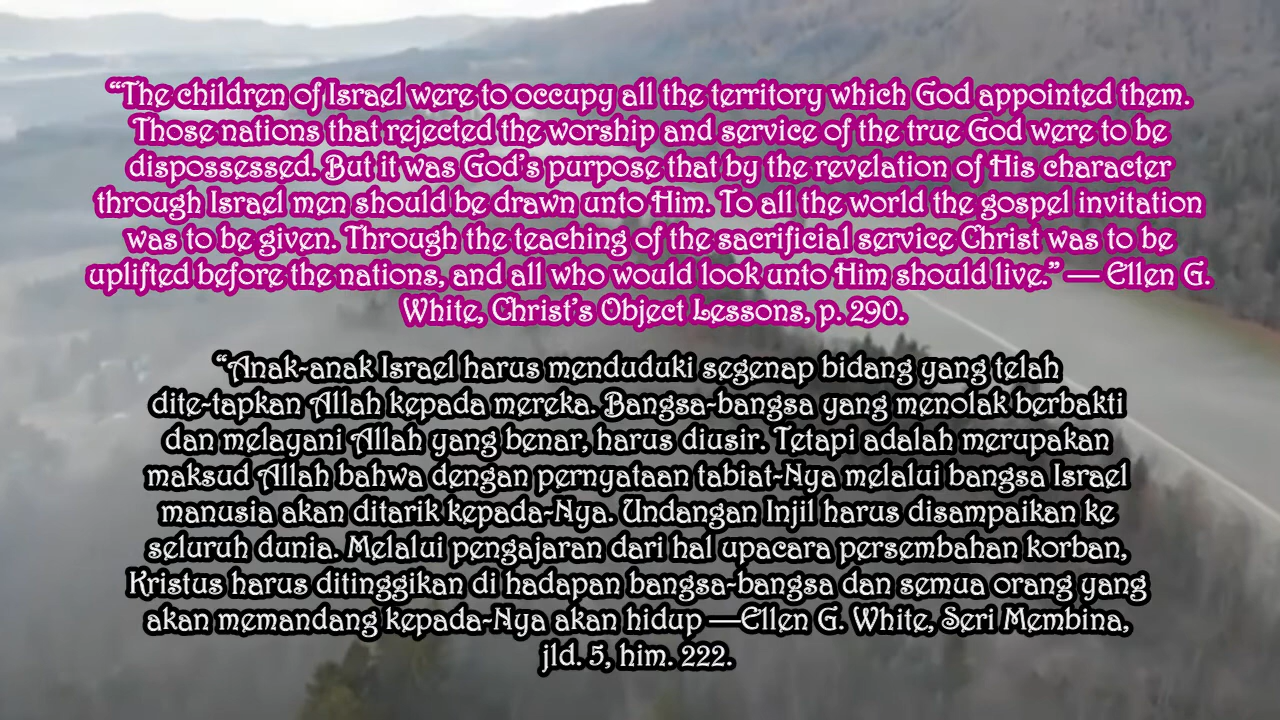 “The children of Israel were to occupy all the territory which God appointed them.
Those nations that rejected the worship and service of the true God were to be
dispossessed. But it was God’s purpose that by the revelation of His character
through Israel men should be drawn unto Him. To all the world the gospel invitation
was to be given. Through the teaching of the sacrificial service Christ was to be
uplifted before the nations, and all who would look unto Him should live.” — Ellen G.
White, Christ’s Object Lessons, p. 290.
“Anak-anak Israel harus menduduki segenap bidang yang telah
dite-tapkan Allah kepada mereka. Bangsa-bangsa yang menolak berbakti
dan melayani Allah yang benar, harus diusir. Tetapi adalah merupakan
maksud Allah bahwa dengan pernyataan tabiat-Nya melalui bangsa Israel
manusia akan ditarik kepada-Nya. Undangan Injil harus disampaikan ke
seluruh dunia. Melalui pengajaran dari hal upacara persembahan korban,
Kristus harus ditinggikan di hadapan bangsa-bangsa dan semua orang yang
akan memandang kepada-Nya akan hidup —Ellen G. White, Seri Membina,
jld. 5, him. 222.